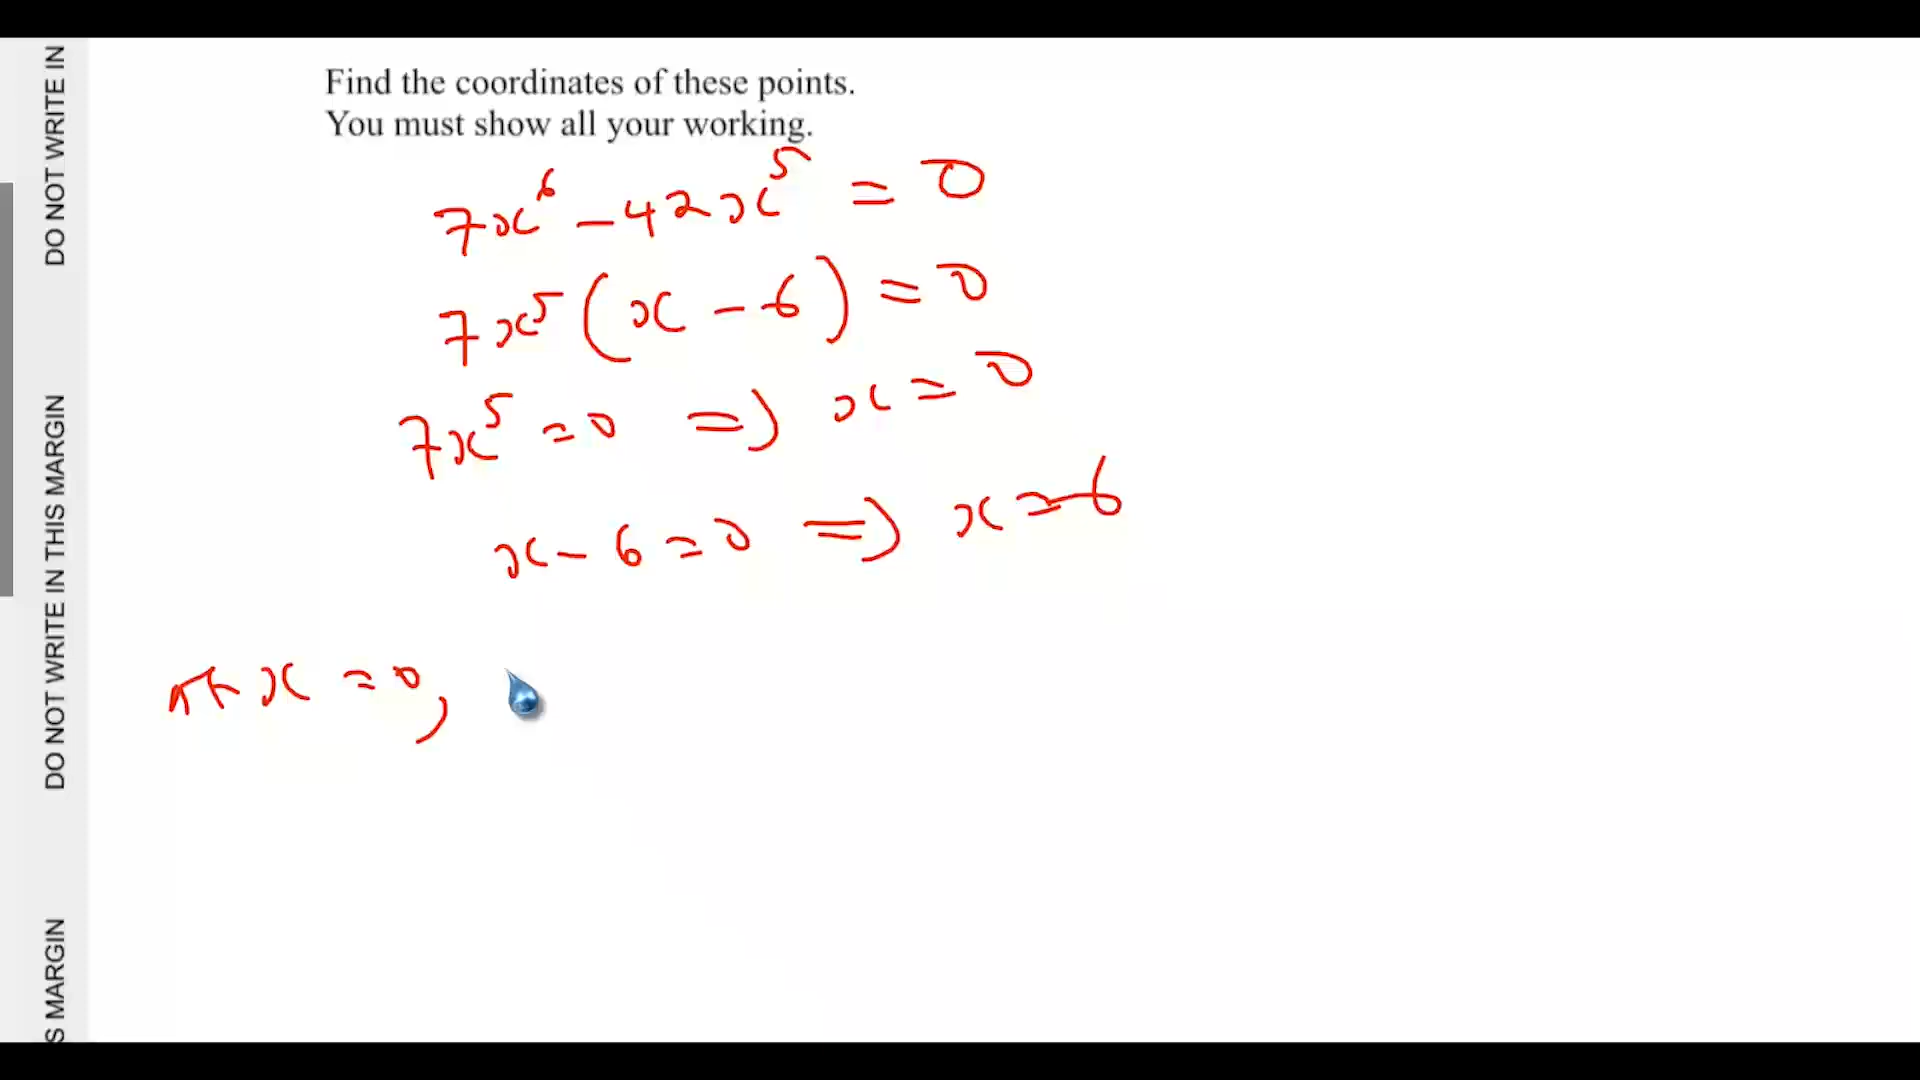 DO NOT WRITE IN
DO NOT WRITE IN THIS MARGIN
S MARGIN
Find the coordinates of these points.
You must show all your working.
7x⁶ - 42x⁵ = 0
7x⁵(x - 6) = 0
7x⁵ = 0 ⇒ x = 0
x - 6 = 0 ⇒ x = 6
At x = 0,